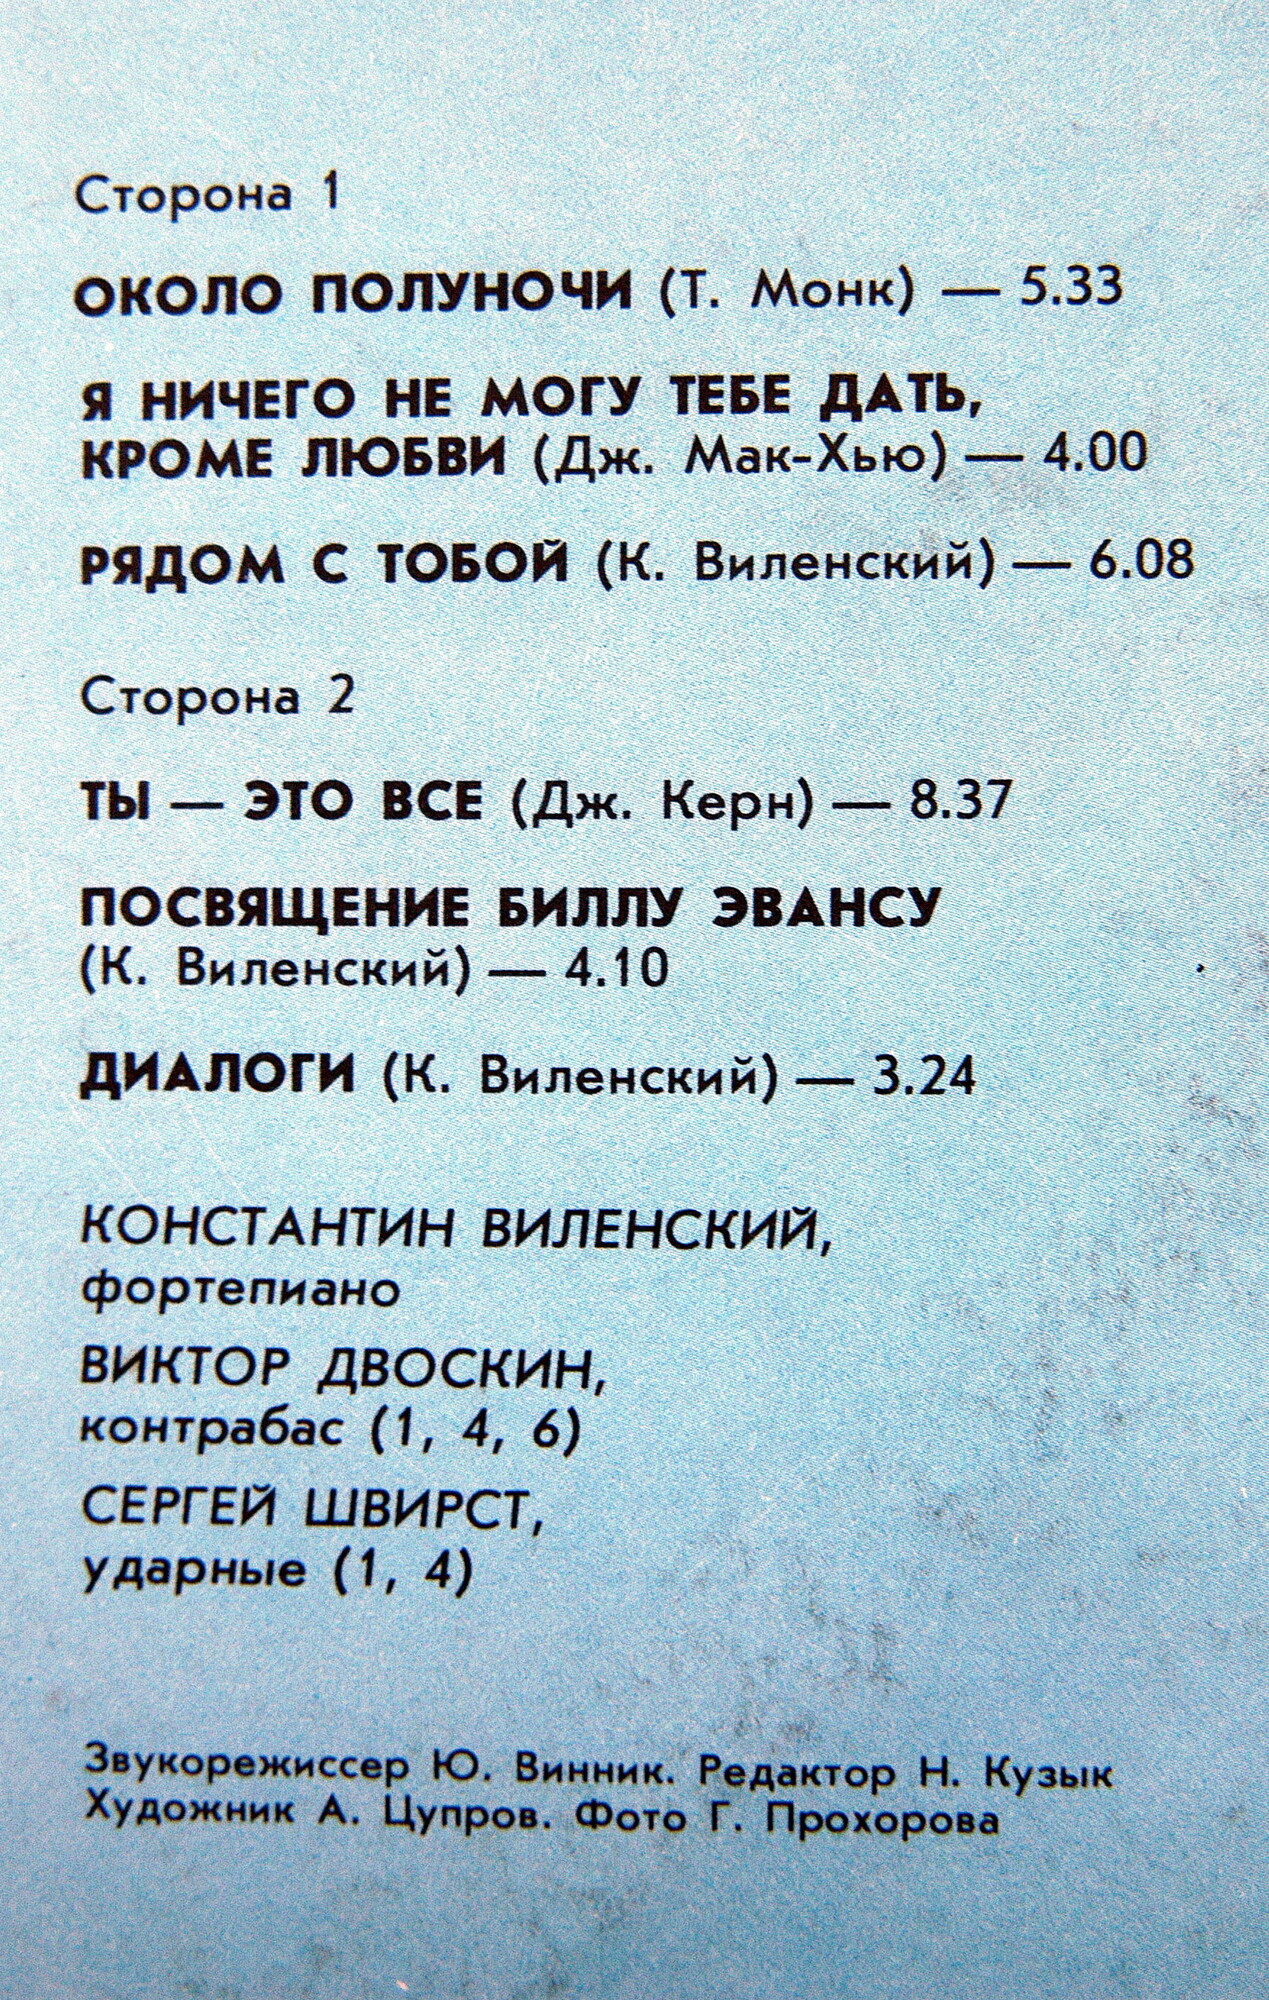 Сторона 1
ОКОЛО ПОЛУНОЧИ (Т. Монк) — 5.33
Я НИЧЕГО НЕ МОГУ ТЕБЕ ДАТЬ,
КРОМЕ ЛЮБВИ (Дж. Мак-Хью) — 4.00
РЯДОМ С ТОБОЙ (К. Виленский) — 6.08
Сторона 2
ТЫ — ЭТО ВСЕ (Дж. Керн) — 8.37
ПОСВЯЩЕНИЕ БИЛЛУ ЭВАНСУ
(К. Виленский) — 4.10
ДИАЛОГИ (К. Виленский) — 3.24
КОНСТАНТИН ВИЛЕНСКИЙ,
фортепиано
ВИКТОР ДВОСКИН,
контрабас (1, 4, 6)
СЕРГЕЙ ШВИРСТ,
ударные (1, 4)
Звукорежиссер Ю. Винник. Редактор Н. Кузык
Художник А. Цупров. Фото Г. Прохорова